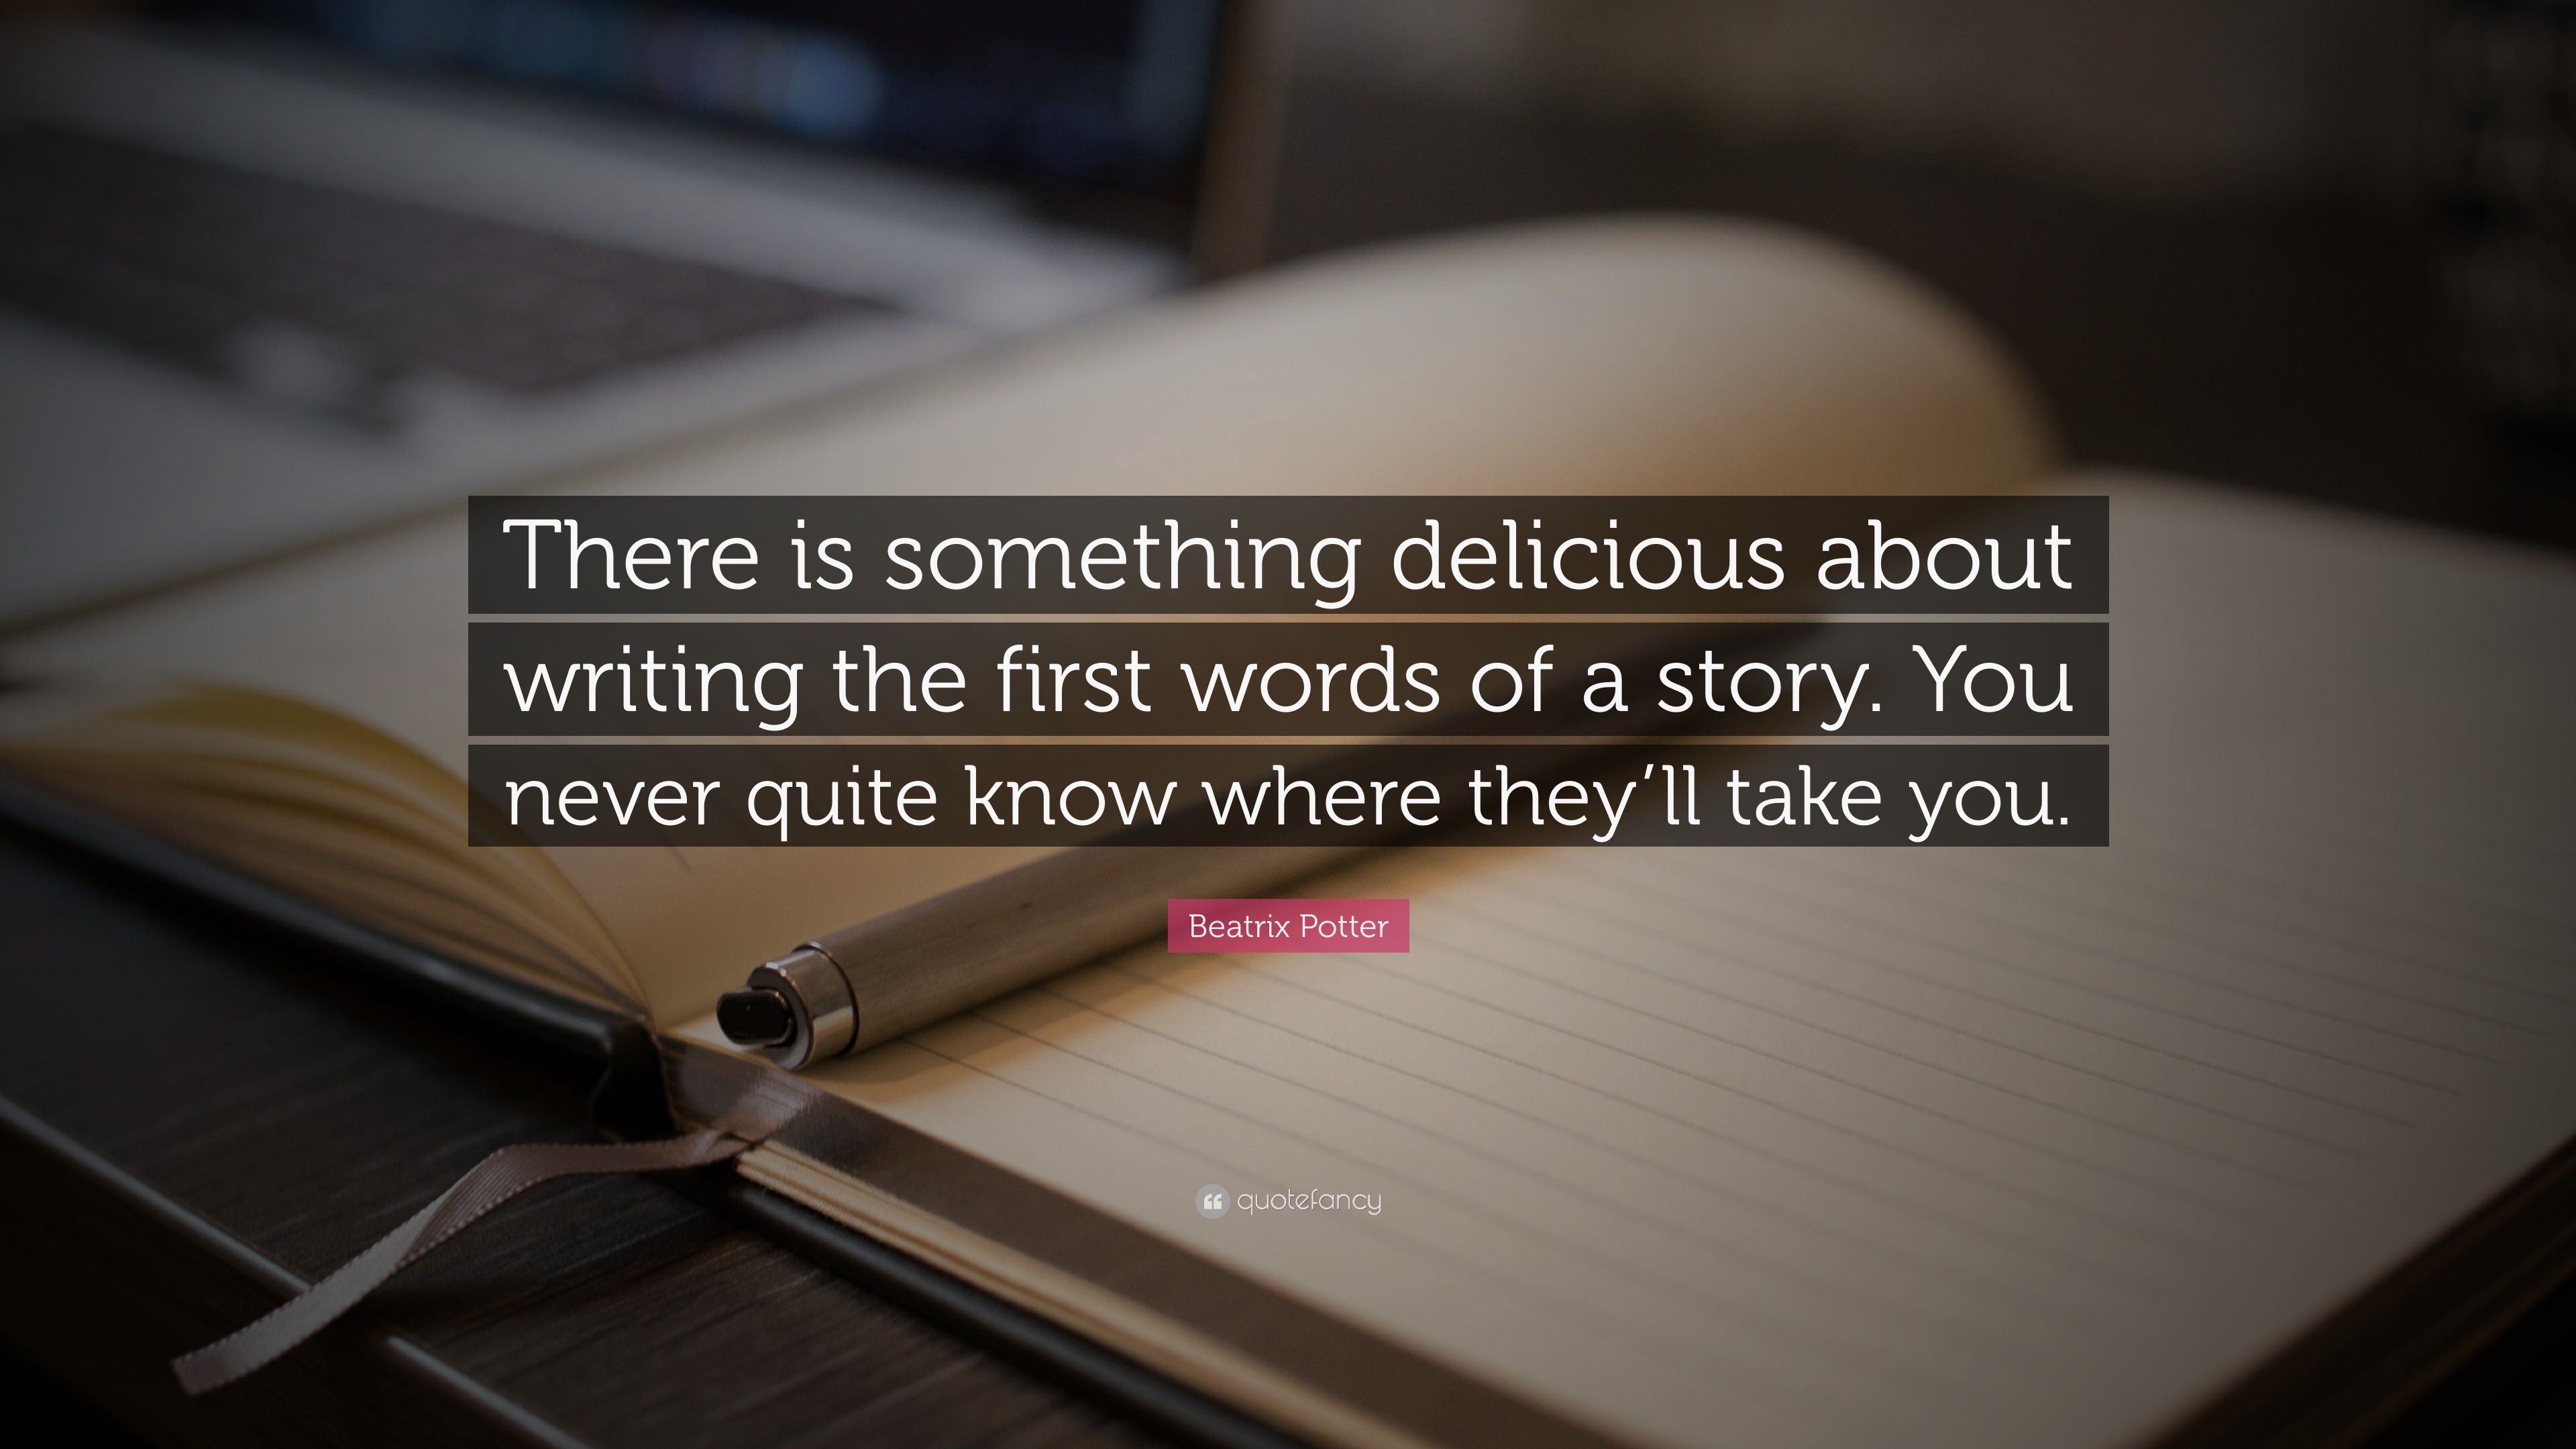 There is something delicious about
writing the first words of a story. You
never quite know where they’ll take you.
Beatrix Potter
quotefancy